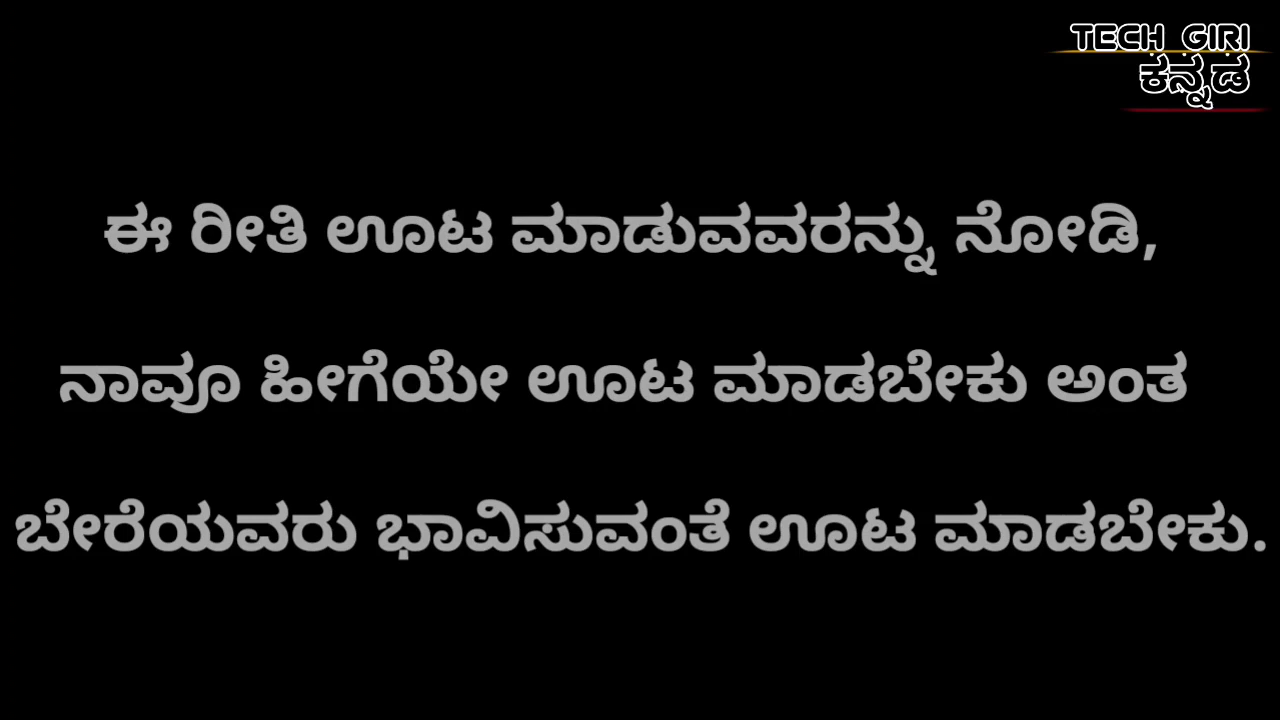 TECH GIRI
ಕನ್ನಡ
ಈ ರೀತಿ ಊಟ ಮಾಡುವವರನ್ನು ನೋಡಿ,
ನಾವೂ ಹೀಗೆಯೇ ಊಟ ಮಾಡಬೇಕು ಅಂತ
ಬೇರೆಯವರು ಭಾವಿಸುವಂತೆ ಊಟ ಮಾಡಬೇಕು.